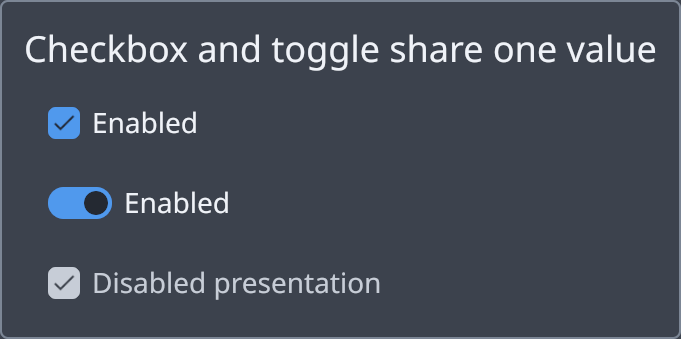 Checkbox and toggle share one value
Enabled
Enabled
Disabled presentation